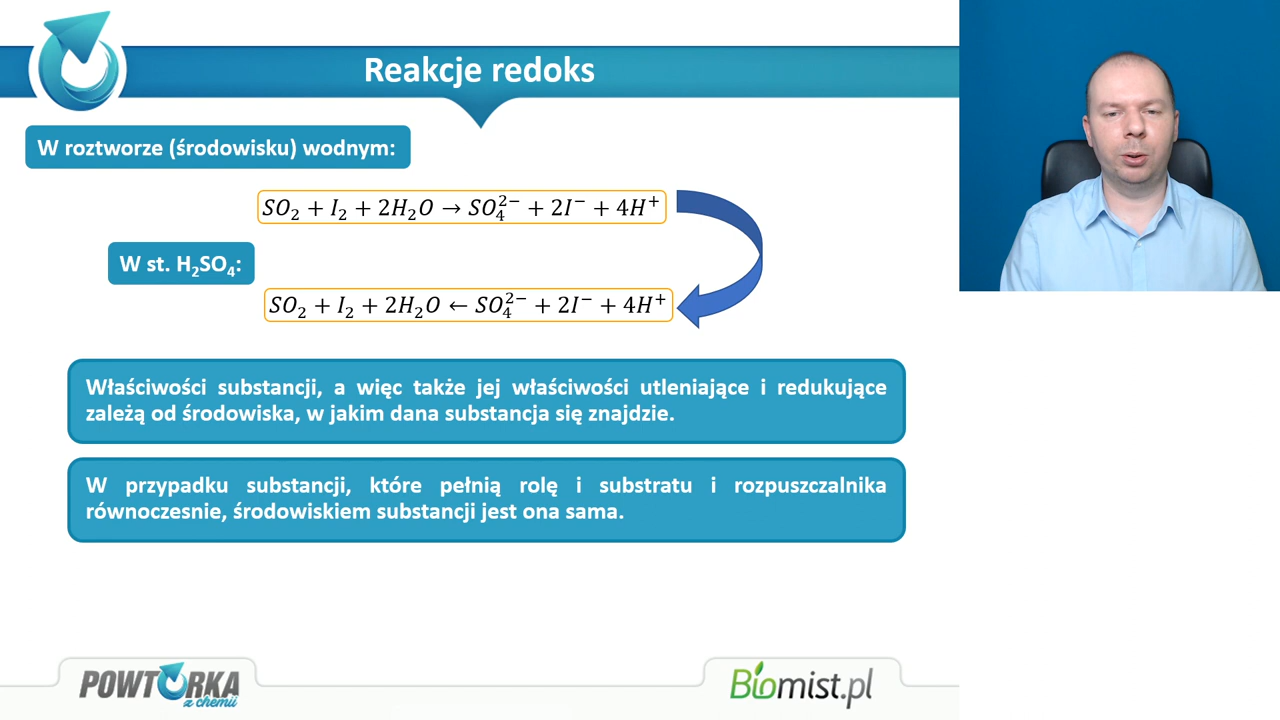 Reakcje redoks
W roztworze (środowisku) wodnym:
SO₂ + I₂ + 2H₂O → SO₄²⁻ + 2I⁻ + 4H⁺
W st. H₂SO₄:
SO₂ + I₂ + 2H₂O ← SO₄²⁻ + 2I⁻ + 4H⁺
Właściwości substancji, a więc także jej właściwości utleniające i redukujące
zależą od środowiska, w jakim dana substancja się znajdzie.
W przypadku substancji, które pełnią rolę i substratu i rozpuszczalnika
równocześnie, środowiskiem substancji jest ona sama.
POWTÓRKA
z chemii
Biomist.pl